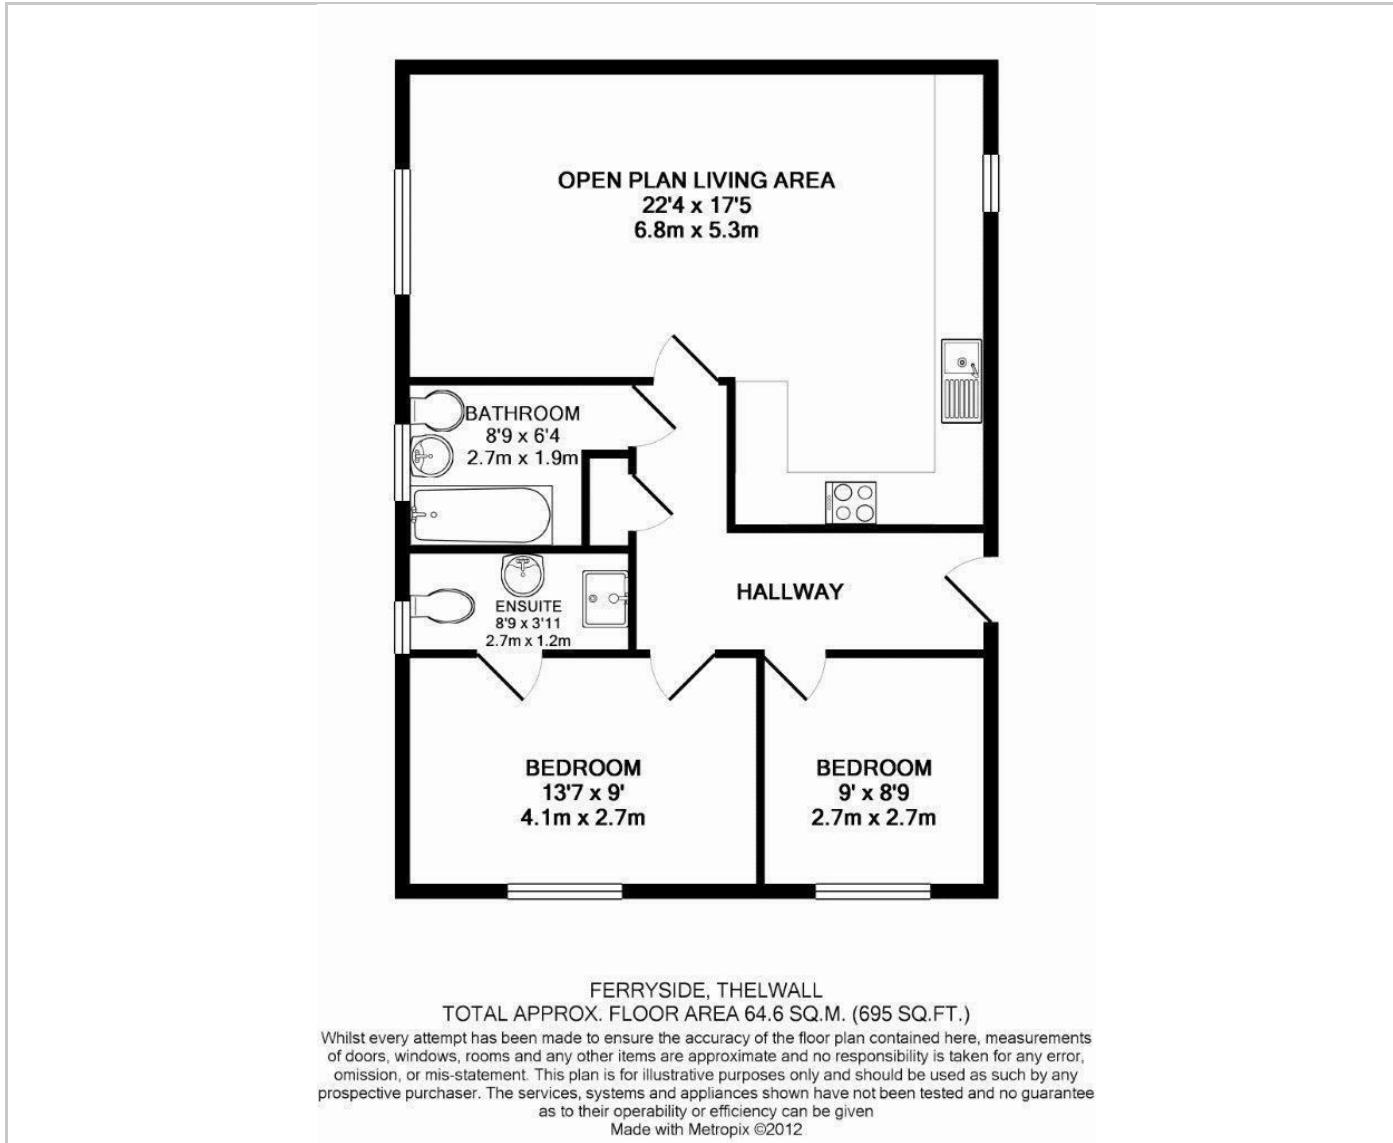 OPEN PLAN LIVING AREA
22'4 x 17'5
6.8m x 5.3m
BATHROOM
8'9 x 6'4
2.7m x 1.9m
ENSUITE
8'9 x 3'11
2.7m x 1.2m
HALLWAY
BEDROOM
13'7 x 9'
4.1m x 2.7m
BEDROOM
9' x 8'9
2.7m x 2.7m
FERRYSIDE, THELWALL
TOTAL APPROX. FLOOR AREA 64.6 SQ.M. (695 SQ.FT.)
Whilst every attempt has been made to ensure the accuracy of the floor plan contained here, measurements
of doors, windows, rooms and any other items are approximate and no responsibility is taken for any error,
omission, or mis-statement. This plan is for illustrative purposes only and should be used as such by any
prospective purchaser. The services, systems and appliances shown have not been tested and no guarantee
as to their operability or efficiency can be given
Made with Metropix ©2012